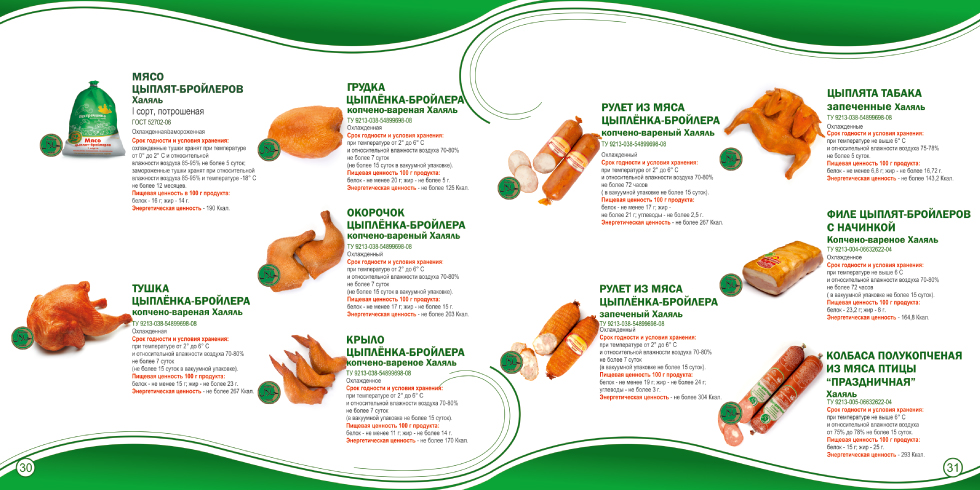 МЯСО
ЦЫПЛЯТ-БРОЙЛЕРОВ
Халяль
I сорт, потрошеная
ГОСТ 52702-06
Охлажденная/замороженная
Срок годности и условия хранения:
охлажденные тушки хранят при температуре
от 0° до 2° С и относительной
влажности воздуха 85-95% не более 5 суток;
замороженные тушки хранят при относительной
влажности воздуха 85-95% и температуре -18° С
не более 12 месяцев.
Пищевая ценность в 100 г продукта:
белок - 16 г; жир - 14 г.
Энергетическая ценность - 190 Ккал.
ТУШКА
ЦЫПЛЁНКА-БРОЙЛЕРА
копчено-вареная Халяль
ТУ 9213-038-54899698-08
Охлажденная
Срок годности и условия хранения:
при температуре от 2° до 6° С
и относительной влажности воздуха 70-80%
не более 7 суток
(не более 15 суток в вакуумной упаковке).
Пищевая ценность 100 г продукта:
белок - не менее 15 г; жир - не более 23 г.
Энергетическая ценность - не более 267 Ккал.
30
ГРУДКА
ЦЫПЛЁНКА-БРОЙЛЕРА
копчено-вареная Халяль
ТУ 9213-038-54899698-08
Охлажденная
Срок годности и условия хранения:
при температуре от 2° до 6° С
и относительной влажности воздуха 70-80%
не более 7 суток
(не более 15 суток в вакуумной упаковке).
Пищевая ценность 100 г продукта:
белок - не менее 20 г; жир - не более 5 г.
Энергетическая ценность - не более 125 Ккал.
ОКОРОЧОК
ЦЫПЛЁНКА-БРОЙЛЕРА
копчено-вареный Халяль
ТУ 9213-038-54899698-08
Охлажденный
Срок годности и условия хранения:
при температуре от 2° до 6° С
и относительной влажности воздуха 70-80%
не более 7 суток
(не более 15 суток в вакуумной упаковке).
Пищевая ценность 100 г продукта:
белок - не менее 17 г; жир - не более 15 г.
Энергетическая ценность - не более 203 Ккал.
КРЫЛО
ЦЫПЛЁНКА-БРОЙЛЕРА
копчено-вареное Халяль
ТУ 9213-038-54899698-08
Охлажденное
Срок годности и условия хранения:
при температуре от 2° до 6° С
и относительной влажности воздуха 70-80%
не более 7 суток
(в вакуумной упаковке не более 15 суток).
Пищевая ценность 100 г продукта:
белок - не менее 11 г; жир - не более 14 г.
Энергетическая ценность - не более 170 Ккал.
РУЛЕТ ИЗ МЯСА
ЦЫПЛЁНКА-БРОЙЛЕРА
копчено-вареный Халяль
ТУ 9213-038-54899698-08
Охлажденный
Срок годности и условия хранения:
при температуре от 2° до 6° С
и относительной влажности воздуха 70-80%
не более 72 часов
( в вакуумной упаковке не более 15 суток).
Пищевая ценность 100 г продукта:
белок - не менее 17 г; жир -
не более 21 г; углеводы - не более 2,5 г.
Энергетическая ценность - не более 267 Ккал.
РУЛЕТ ИЗ МЯСА
ЦЫПЛЁНКА-БРОЙЛЕРА
запеченый Халяль
ТУ 9213-038-54899698-08
Охлажденный
Срок годности и условия хранения:
при температуре от 2° до 6° С
и относительной влажности воздуха 70-80%
не более 7 суток
(в вакуумной упаковке не более 15 суток).
Пищевая ценность 100 г продукта:
белок - не менее 19 г; жир - не более 24 г;
углеводы - не более 3 г.
Энергетическая ценность - не более 304 Ккал.
ЦЫПЛЯТА ТАБАКА
запеченные Халяль
ТУ 9213-038-54899698-08
Охлажденные
Срок годности и условия хранения:
при температуре не выше 6° С
и относительной влажности воздуха 75-78%
не более 5 суток.
Пищевая ценность 100 г продукта:
белок - не менее 6,8 г; жир - не более 16,72 г.
Энергетическая ценность - не более 143,2 Ккал.
ФИЛЕ ЦЫПЛЯТ-БРОЙЛЕРОВ
С НАЧИНКОЙ
Копчено-вареное Халяль
ТУ 9213-004-06632622-04
Охлажденное
Срок годности и условия хранения:
при температуре не выше 6 С
и относительной влажности воздуха 70-80%
не более 72 часов
( в вакуумной упаковке не более 15 суток).
Пищевая ценность 100 г продукта:
белок - 23,2 г; жир - 8 г.
Энергетическая ценность - 164,8 Ккал.
КОЛБАСА ПОЛУКОПЧЕНАЯ
ИЗ МЯСА ПТИЦЫ
"ПРАЗДНИЧНАЯ"
Халяль
ТУ 9213-005-06632622-04
Срок годности и условия хранения:
при температуре не выше 6° С
и относительной влажности воздуха
от 75% до 78% не более 15 суток.
Пищевая ценность 100 г продукта:
белок - 15 г; жир - 25 г.
Энергетическая ценность - 293 Ккал.
31